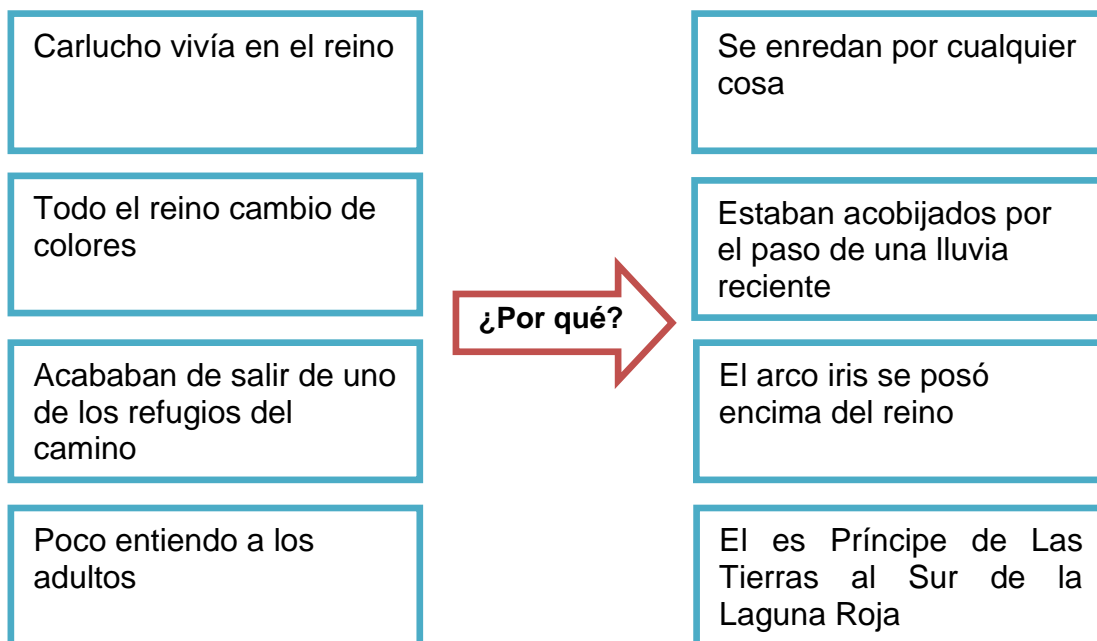 Carlucho vivía en el reino
Todo el reino cambio de
colores
Acababan de salir de uno
de los refugios del
camino
Poco entiendo a los
adultos
¿Por qué?
Se enredan por cualquier
cosa
Estaban acobijados por
el paso de una lluvia
reciente
El arco iris se posó
encima del reino
El es Príncipe de Las
Tierras al Sur de la
Laguna Roja